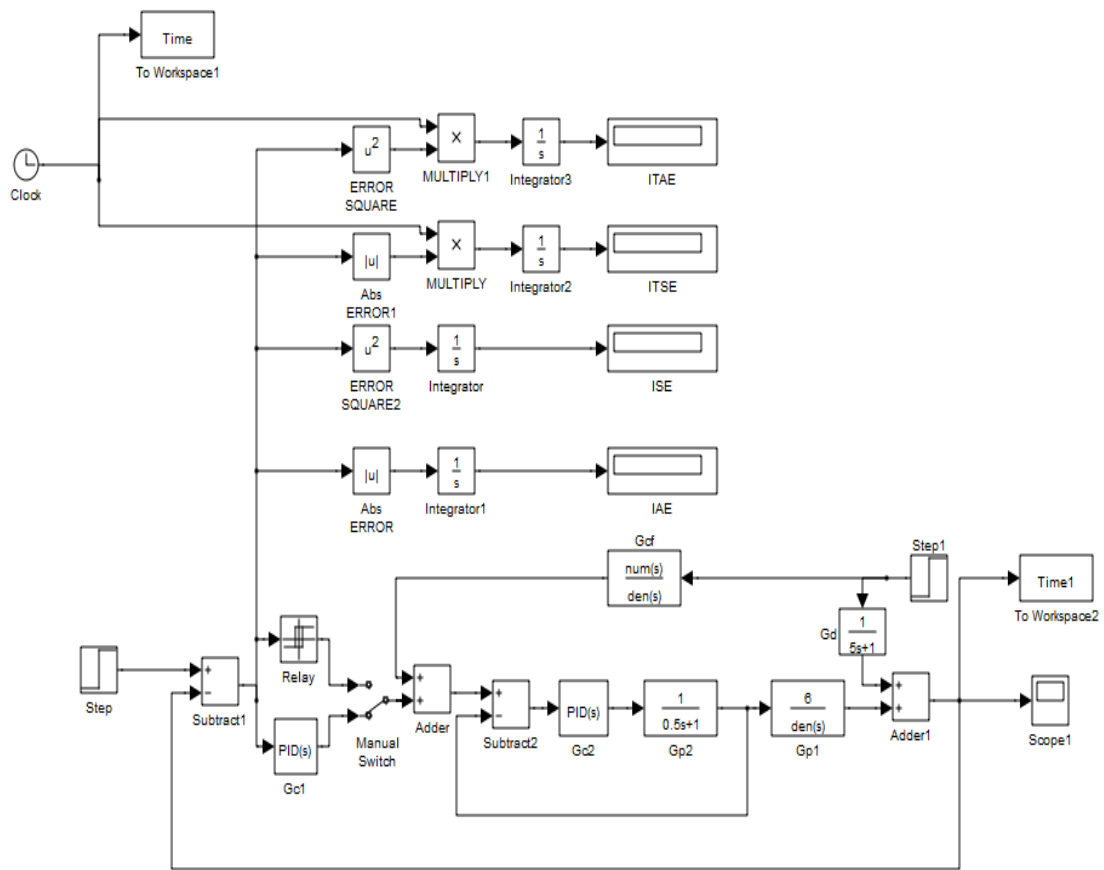 Time
To Workspace1
Clock
u²
ERROR
SQUARE
×
MULTIPLY1
1
s
Integrator3
ITAE
|u|
Abs
ERROR1
×
MULTIPLY
1
s
Integrator2
ITSE
u²
ERROR
SQUARE2
1
s
Integrator
ISE
|u|
Abs
ERROR
1
s
Integrator1
IAE
Gcf
num(s)
den(s)
Step1
Time1
To Workspace2
Gd
1
5s+1
Step
+
−
Subtract1
Relay
PID(s)
Gc1
Manual
Switch
+
+
Adder
+
−
Subtract2
PID(s)
Gc2
1
0.5s+1
Gp2
6
den(s)
Gp1
+
+
Adder1
Scope1